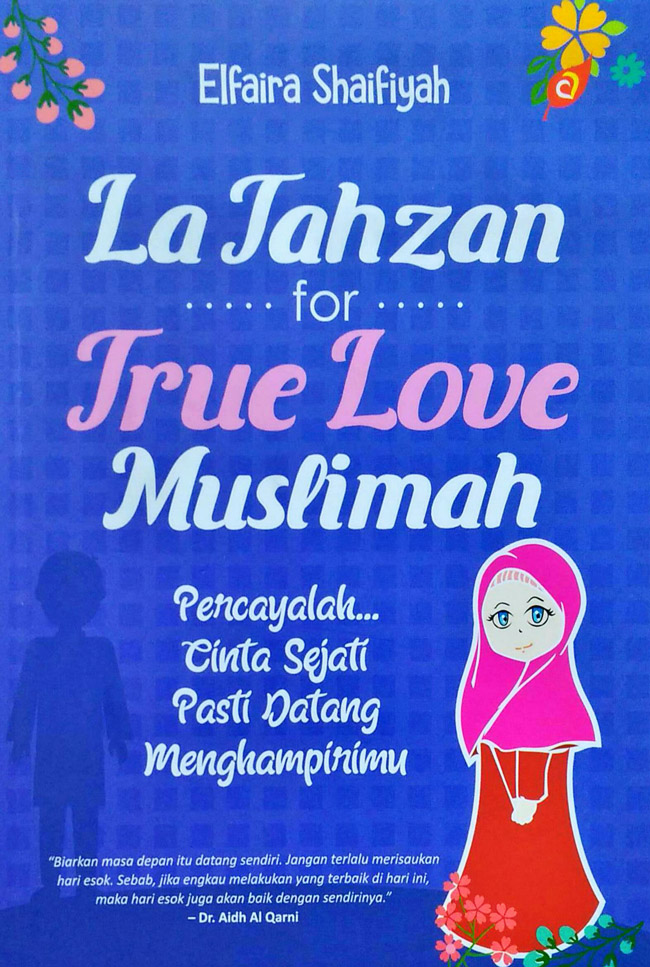 Elfaira Shaifiyah
La Tahzan
for
True Love
Muslimah
Percayalah...
Cinta Sejati
Pasti Datang
Menghampirimu
“Biarkan masa depan itu datang sendiri. Jangan terlalu merisaukan
hari esok. Sebab, jika engkau melakukan yang terbaik di hari ini,
maka hari esok juga akan baik dengan sendirinya.”
– Dr. Aidh Al Qarni